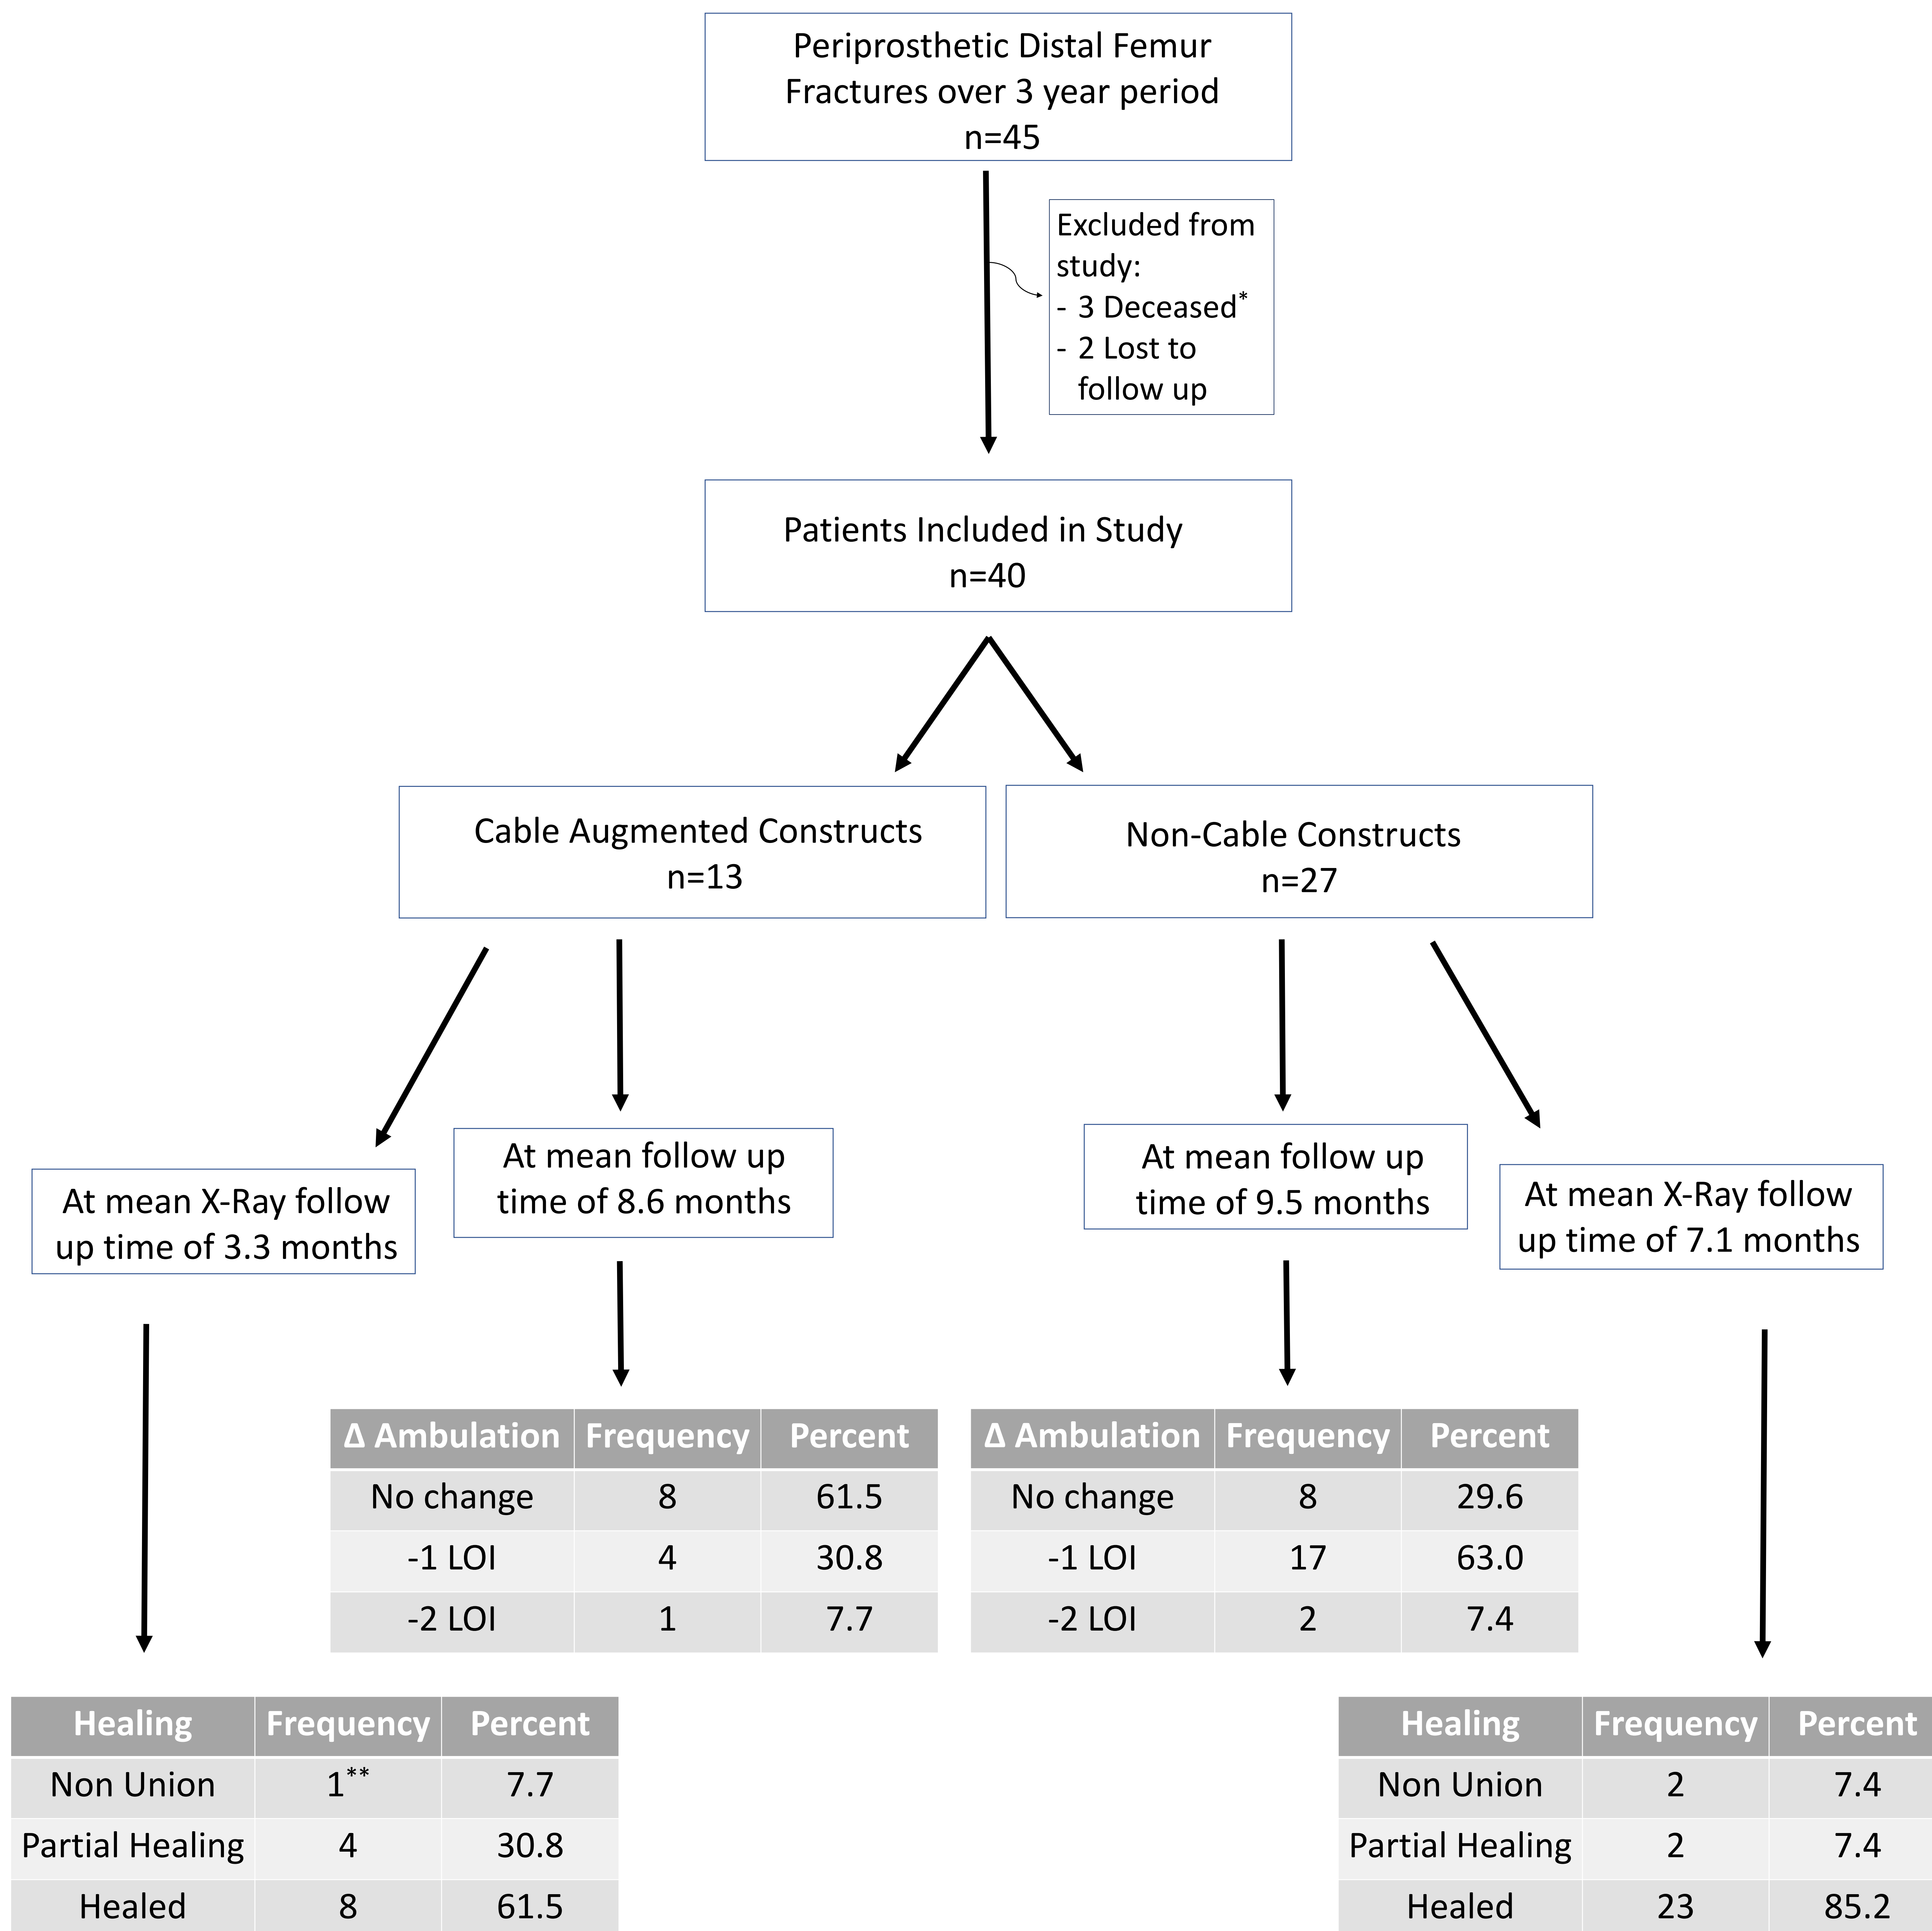 Periprosthetic Distal Femur
Fractures over 3 year period
n=45
Excluded from
study:
- 3 Deceased*
- 2 Lost to
follow up
Patients Included in Study
n=40
Cable Augmented Constructs
n=13
Non-Cable Constructs
n=27
At mean X-Ray follow
up time of 3.3 months
At mean follow up
time of 8.6 months
At mean follow up
time of 9.5 months
At mean X-Ray follow
up time of 7.1 months
Δ Ambulation Frequency Percent
No change 8 61.5
-1 LOI 4 30.8
-2 LOI 1 7.7
Δ Ambulation Frequency Percent
No change 8 29.6
-1 LOI 17 63.0
-2 LOI 2 7.4
Healing Frequency Percent
Non Union 1** 7.7
Partial Healing 4 30.8
Healed 8 61.5
Healing Frequency Percent
Non Union 2 7.4
Partial Healing 2 7.4
Healed 23 85.2